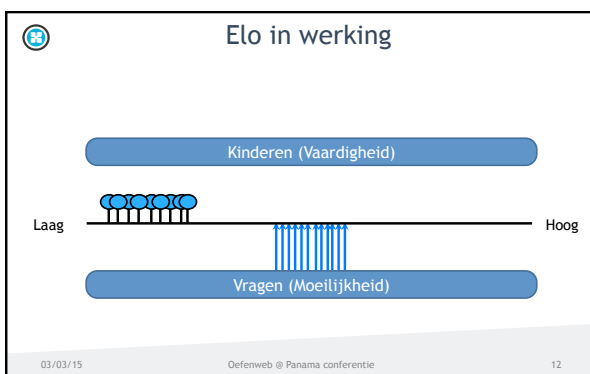 Elo in werking
Kinderen (Vaardigheid)
Laag
Hoog
Vragen (Moeilijkheid)
03/03/15
Oefenweb @ Panama conferentie
12